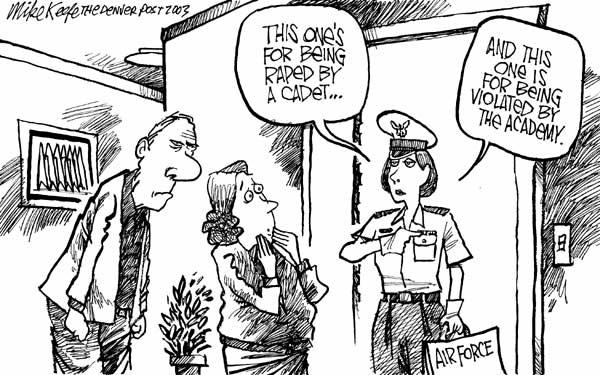 Mike Keefe THE DENVER POST 2003
THIS ONE'S
FOR BEING
RAPED BY
A CADET...
AND THIS
ONE IS
FOR BEING
VIOLATED BY
THE ACADEMY.
AIR FORCE